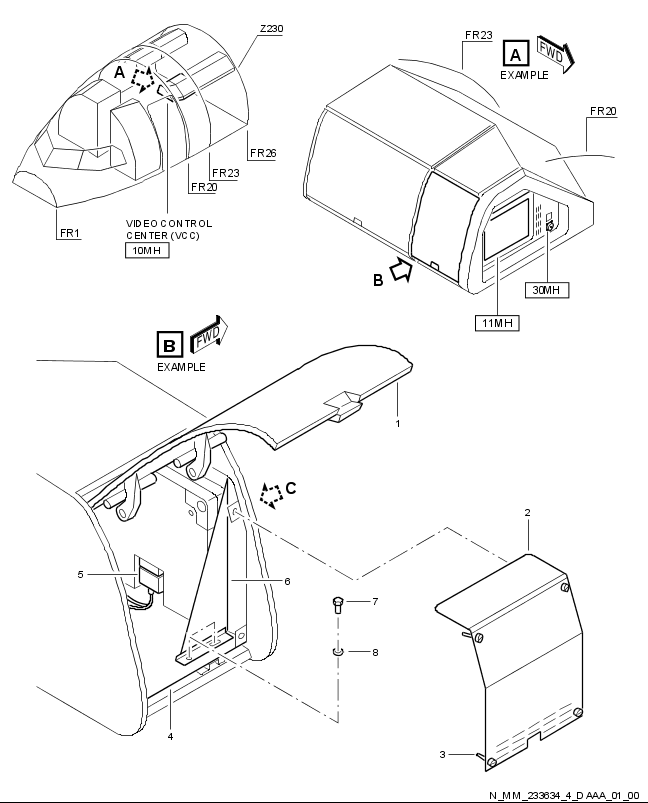 Z230
A
FR26
FR23
FR20
FR1
VIDEO CONTROL
CENTER (VCC)
10MH
FR23
A
FWD
EXAMPLE
FR20
B
30MH
11MH
B
FWD
EXAMPLE
1
C
2
5
6
7
8
4
3
N_MM_233634_4_DAAA_01_00